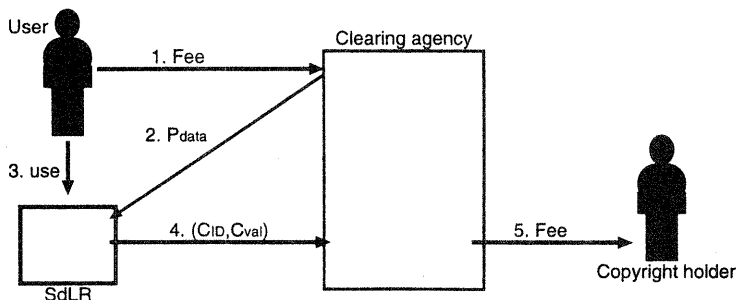 User
Clearing agency
1. Fee
2. Pdata
3. use
4. (CID,Cval)
5. Fee
SdLR
Copyright holder